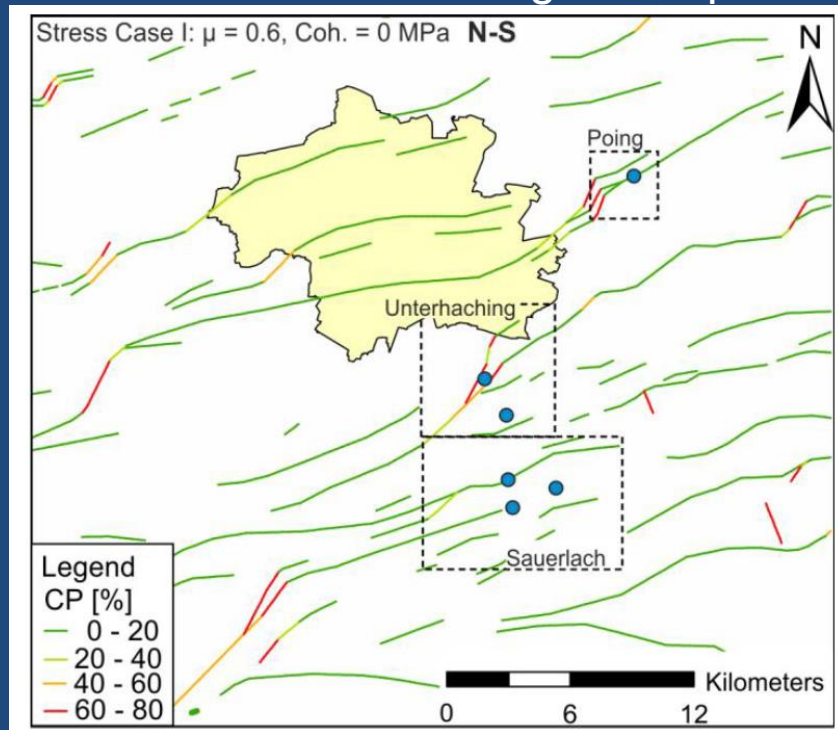 Stress Case I: μ = 0.6, Coh. = 0 MPa N-S
N
Poing
Unterhaching
Sauerlach
Legend
CP [%]
0 - 20
20 - 40
40 - 60
60 - 80
Kilometers
0 6 12